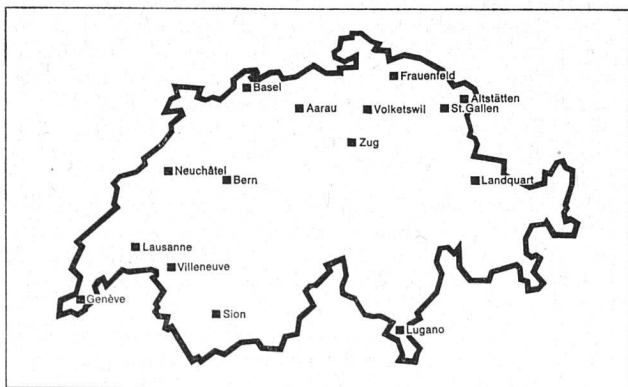 Frauenfeld
Basel
Altstätten
Aarau
Volketswil
St.Gallen
Zug
Neuchâtel
Bern
Landquart
Lausanne
Villeneuve
Genève
Sion
Lugano